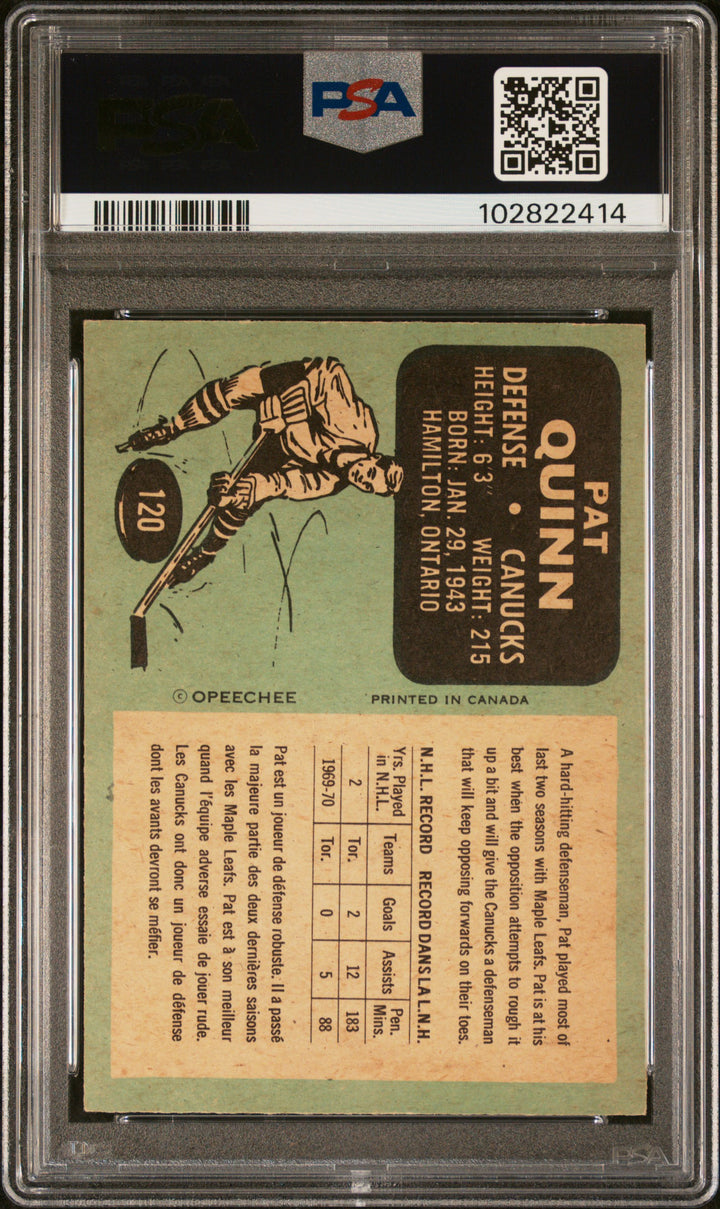 PSA
PSA
102822414
PAT
QUINN
DEFENSE • CANUCKS
HEIGHT: 6'3" WEIGHT: 215
BORN: JAN. 29, 1943
HAMILTON, ONTARIO
120
© OPEECHEE PRINTED IN CANADA
A hard-hitting defenseman, Pat played most of
last two seasons with Maple Leafs. Pat is at his
best when the opposition attempts to rough it
up a bit and will give the Canucks a defenseman
that will keep opposing forwards on their toes.
N.H.L. RECORD RECORD DANS LA L.N.H.
Yrs. Played in N.H.L. Teams Goals Assists Pen. Mins.
2 Tor. 2 12 183
1969-70 Tor. 0 5 88
Pat est un joueur de défense robuste. Il a passé
la majeure partie des deux dernières saisons
avec les Maple Leafs. Pat est à son meilleur
quand l'équipe adverse essaie de jouer rude.
Les Canucks ont donc un joueur de défense
dont les avants devront se méfier.
PSA